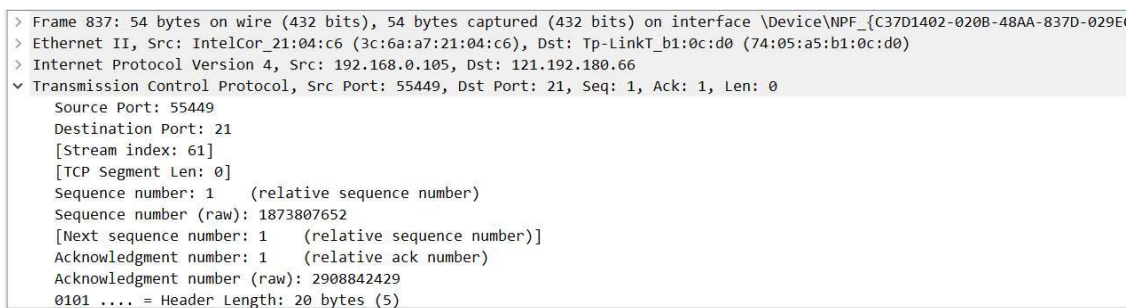 > Frame 837: 54 bytes on wire (432 bits), 54 bytes captured (432 bits) on interface \Device\NPF_{C37D1402-020B-48AA-837D-029E
> Ethernet II, Src: IntelCor_21:04:c6 (3c:6a:a7:21:04:c6), Dst: Tp-LinkT_b1:0c:d0 (74:05:a5:b1:0c:d0)
> Internet Protocol Version 4, Src: 192.168.0.105, Dst: 121.192.180.66
Transmission Control Protocol, Src Port: 55449, Dst Port: 21, Seq: 1, Ack: 1, Len: 0
Source Port: 55449
Destination Port: 21
[Stream index: 61]
[TCP Segment Len: 0]
Sequence number: 1 (relative sequence number)
Sequence number (raw): 1873807652
[Next sequence number: 1 (relative sequence number)]
Acknowledgment number: 1 (relative ack number)
Acknowledgment number (raw): 2908842429
0101 .... = Header Length: 20 bytes (5)